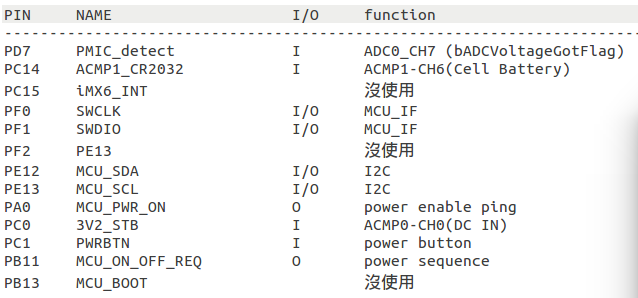 PIN NAME I/O function
--------------------------------------------------------------------
PD7 PMIC_detect I ADC0_CH7 (bADCVoltageGotFlag)
PC14 ACMP1_CR2032 I ACMP1-CH6(Cell Battery)
PC15 iMX6_INT 沒使用
PF0 SWCLK I/O MCU_IF
PF1 SWDIO I/O MCU_IF
PF2 PE13 沒使用
PE12 MCU_SDA I/O I2C
PE13 MCU_SCL I/O I2C
PA0 MCU_PWR_ON O power enable ping
PC0 3V2_STB I ACMP0-CH0(DC IN)
PC1 PWRBTN I power button
PB11 MCU_ON_OFF_REQ O power sequence
PB13 MCU_BOOT 沒使用